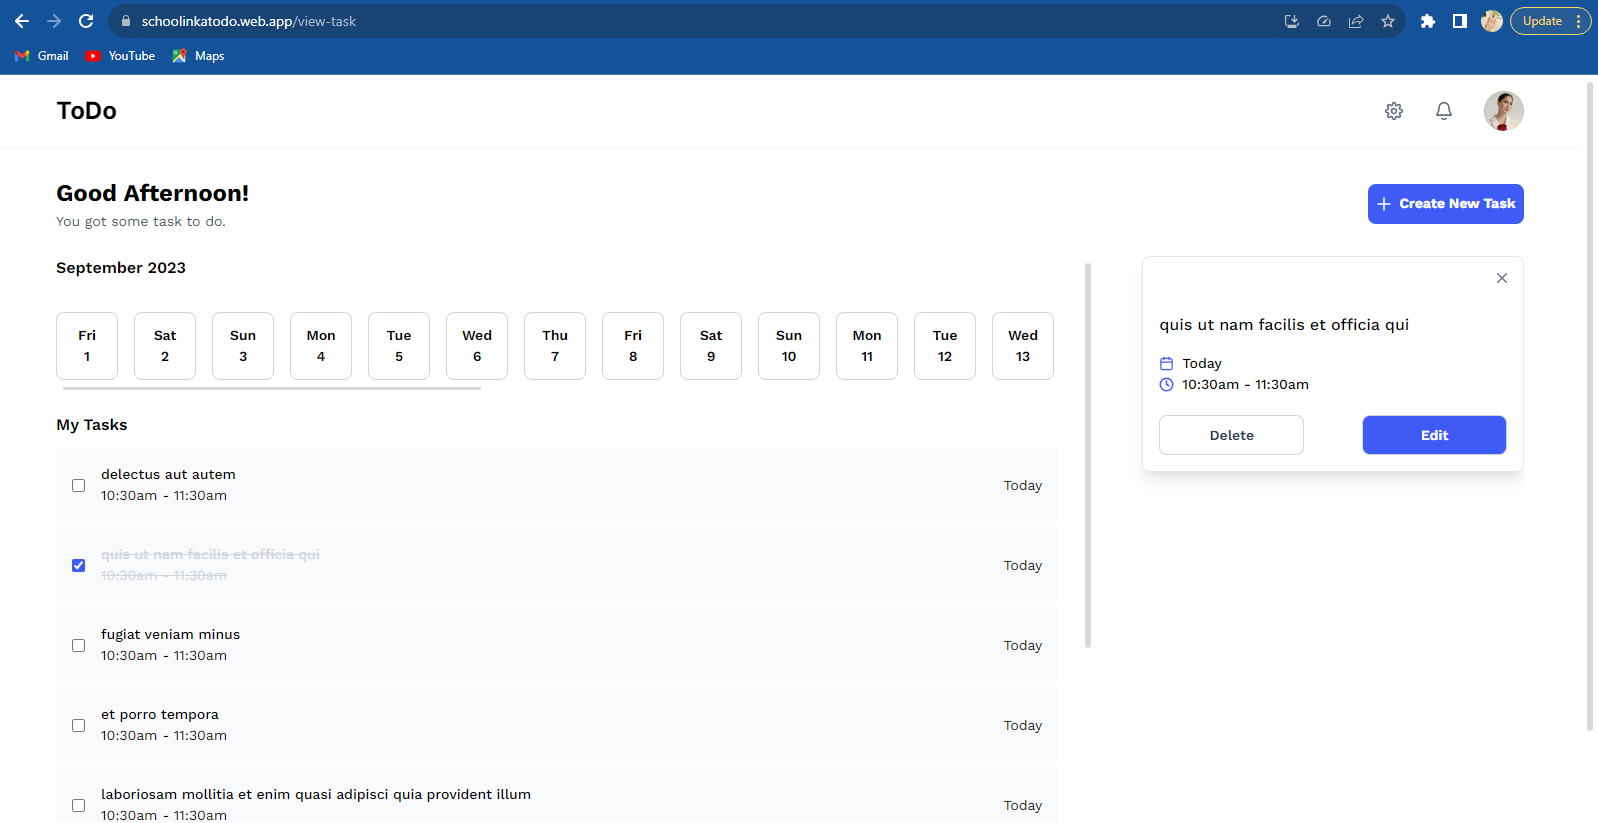 schoolinkatodo.web.app/view-task
Update
Gmail YouTube Maps
ToDo
Good Afternoon!
You got some task to do.
Create New Task
September 2023
Fri Sat Sun Mon Tue Wed Thu Fri Sat Sun Mon Tue Wed
1 2 3 4 5 6 7 8 9 10 11 12 13
My Tasks
delectus aut autem
10:30am - 11:30am
Today
quis ut nam facilis et officia qui
10:30am - 11:30am
Today
fugiat veniam minus
10:30am - 11:30am
Today
et porro tempora
10:30am - 11:30am
Today
laboriosam mollitia et enim quasi adipisci quia provident illum
10:30am - 11:30am
Today
quis ut nam facilis et officia qui
Today
10:30am - 11:30am
Delete
Edit